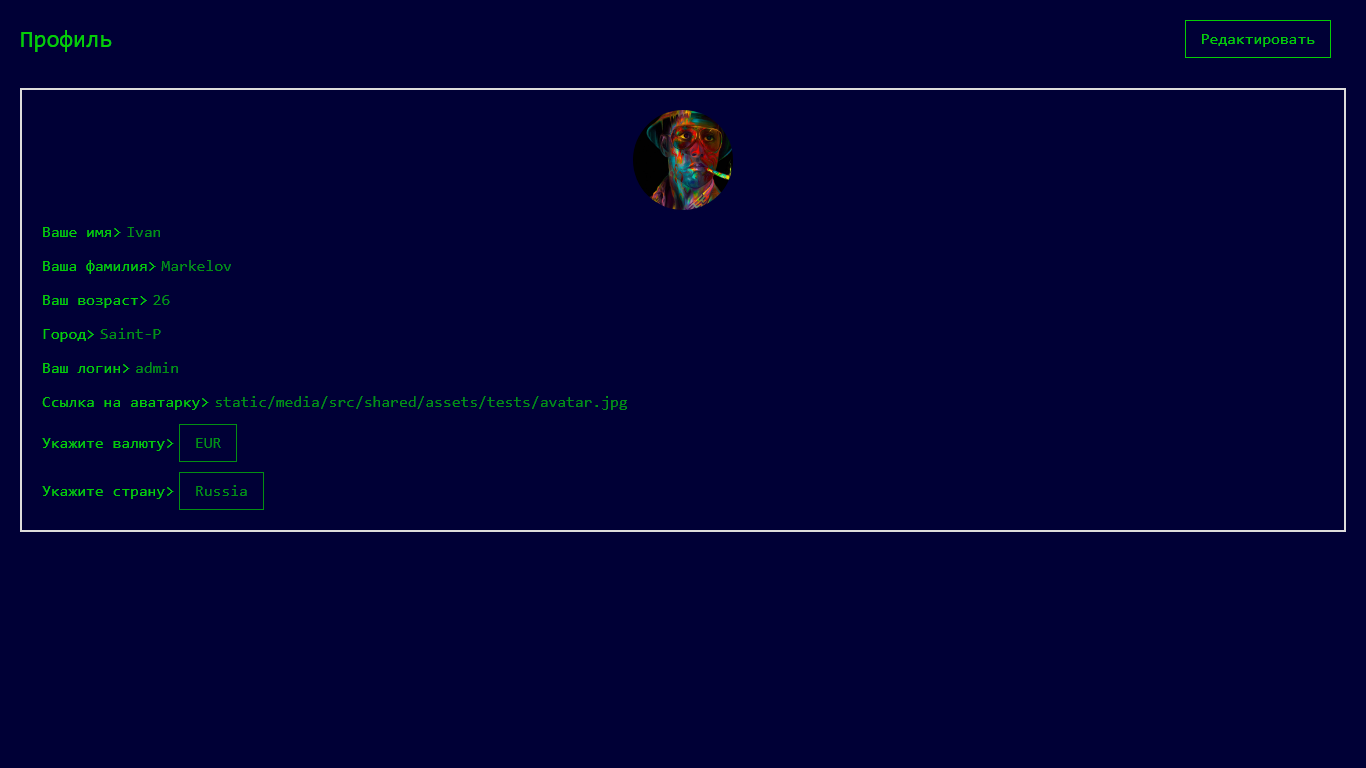 Профиль
Редактировать
Ваше имя> Ivan
Ваша фамилия> Markelov
Ваш возраст> 26
Город> Saint-P
Ваш логин> admin
Ссылка на аватарку> static/media/src/shared/assets/tests/avatar.jpg
Укажите валюту> EUR
Укажите страну> Russia